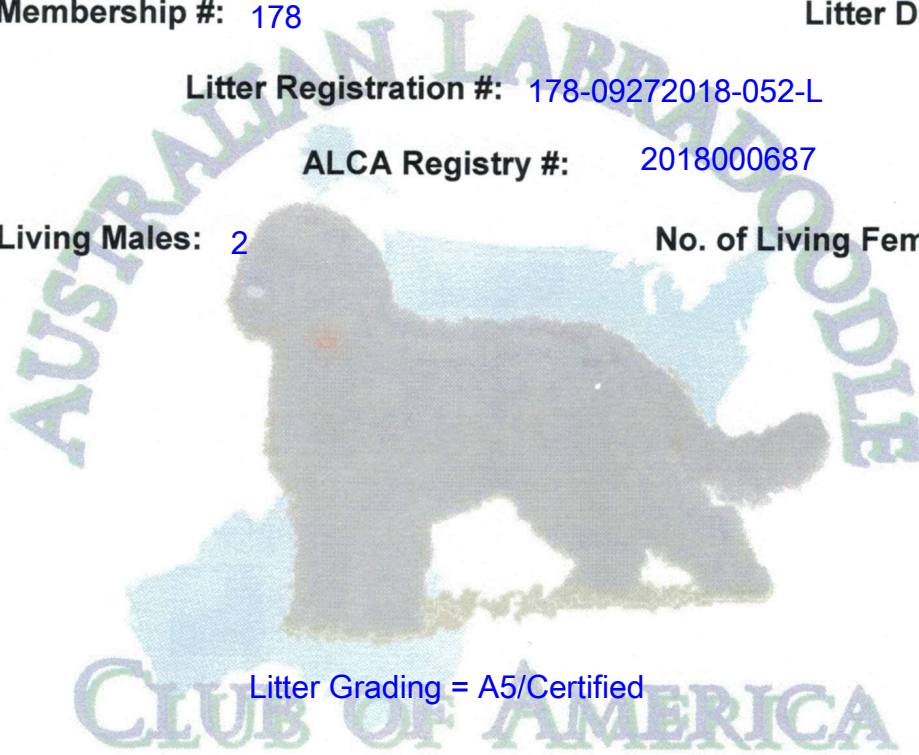 Membership #: 178 Litter D
Litter Registration #: 178-09272018-052-L
ALCA Registry #: 2018000687
Living Males: 2 No. of Living Fem
AUSTRALIAN LABRADOODLE
CLUB OF AMERICA
Litter Grading = A5/Certified